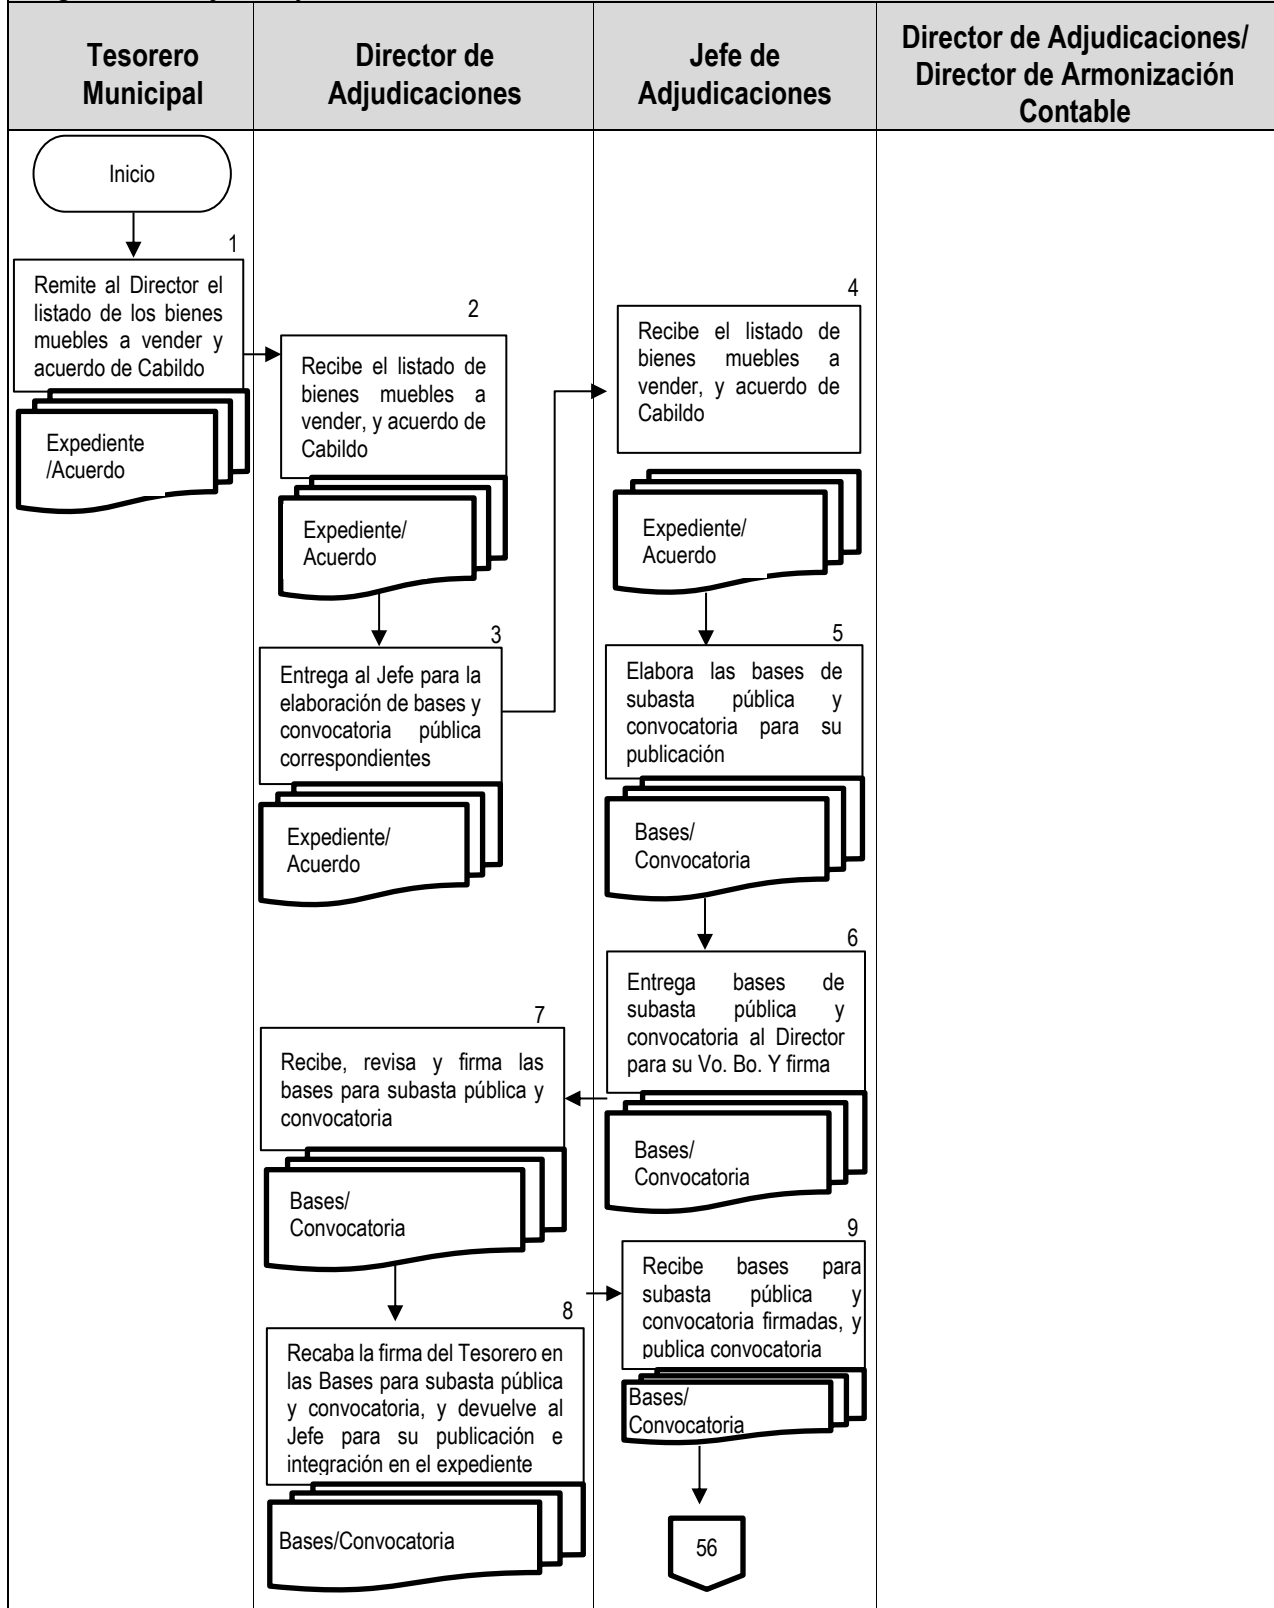 Tesorero
Municipal
Director de
Adjudicaciones
Jefe de
Adjudicaciones
Director de Adjudicaciones/
Director de Armonización
Contable
Inicio
1
Remite al Director el
listado de los bienes
muebles a vender y
acuerdo de Cabildo
Expediente
/Acuerdo
2
Recibe el listado de
bienes muebles a
vender, y acuerdo de
Cabildo
Expediente/
Acuerdo
3
Entrega al Jefe para la
elaboración de bases y
convocatoria pública
correspondientes
Expediente/
Acuerdo
4
Recibe el listado de
bienes muebles a
vender, y acuerdo de
Cabildo
Expediente/
Acuerdo
5
Elabora las bases de
subasta pública y
convocatoria para su
publicación
Bases/
Convocatoria
6
Entrega bases de
subasta pública y
convocatoria al Director
para su Vo. Bo. Y firma
Bases/
Convocatoria
7
Recibe, revisa y firma las
bases para subasta pública y
convocatoria
Bases/
Convocatoria
8
Recaba la firma del Tesorero en
las Bases para subasta pública
y convocatoria, y devuelve al
Jefe para su publicación e
integración en el expediente
Bases/Convocatoria
9
Recibe bases para
subasta pública y
convocatoria firmadas, y
publica convocatoria
Bases/
Convocatoria
56